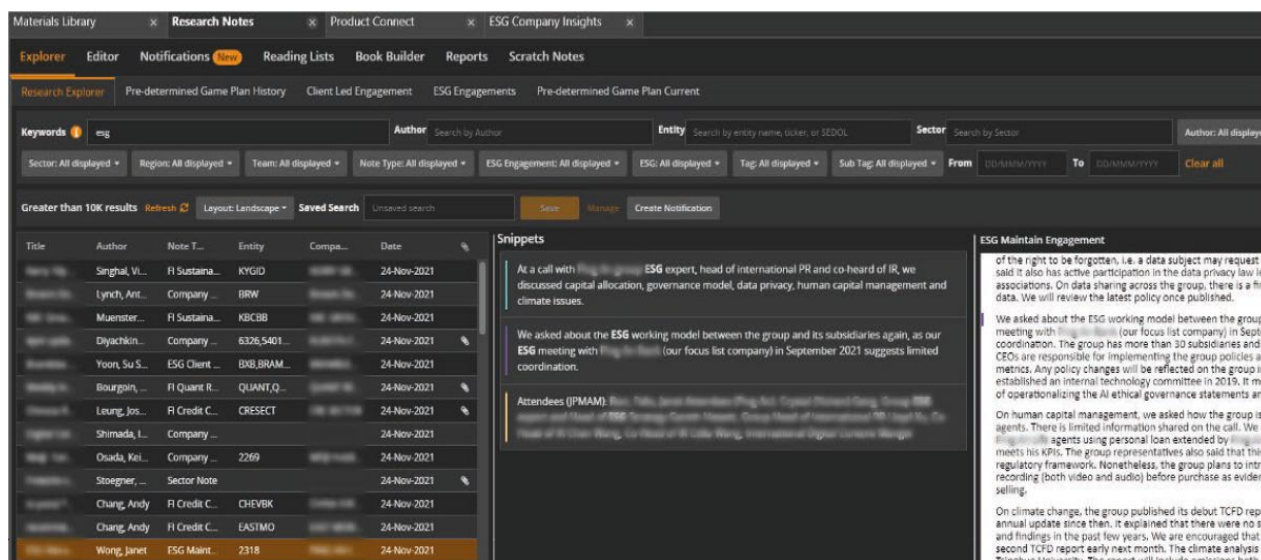 Materials Library × Research Notes × Product Connect × ESG Company Insights ×
Explorer Editor Notifications New Reading Lists Book Builder Reports Scratch Notes
Research Explorer Pre-determined Game Plan History Client Led Engagement ESG Engagements Pre-determined Game Plan Current
Keywords esg Author Search by Author Entity Search by entity name, ticker, or SEDOL Sector Search by Sector Author: All display
Sector: All displayed Region: All displayed Team: All displayed Note Type: All displayed ESG Engagement: All displayed ESG: All displayed Tag: All displayed Sub Tag: All displayed From DD/MMM/YYYY To DD/MMM/YYYY Clear all
Greater than 10K results Refresh Layout: Landscape Saved Search Unsaved search Save Manage Create Notification
Title Author Note T... Entity Compa... Date
Singhal, Vi... FI Sustaina... KYGID 24-Nov-2021
Lynch, Ant... Company ... BRW 24-Nov-2021
Muenster... FI Sustaina... KBCBB 24-Nov-2021
Diyachkin... Company ... 6326,5401... 24-Nov-2021
Yoon, Su S... ESG Client ... BXB,BRAM... 24-Nov-2021
Bourgoin, ... FI Quant R... QUANT,Q... 24-Nov-2021
Leung, Jos... FI Credit C... CRESECT 24-Nov-2021
Shimada, I... Company ... 24-Nov-2021
Osada, Kei... Company ... 2269 24-Nov-2021
Stoegner, ... Sector Note 24-Nov-2021
Chang, Andy FI Credit C... CHEVBK 24-Nov-2021
Chang, Andy FI Credit C... EASTMO 24-Nov-2021
Wong, Janet ESG Maint... 2318 24-Nov-2021
Snippets
At a call with ESG expert, head of international PR and co-heard of IR, we
discussed capital allocation, governance model, data privacy, human capital management and
climate issues.
We asked about the ESG working model between the group and its subsidiaries again, as our
ESG meeting with (our focus list company) in September 2021 suggests limited
coordination.
Attendees (JPMAM):
ESG Maintain Engagement
of the right to be forgotten, i.e. a data subject may request
said it also has active participation in the data privacy law
associations. On data sharing across the group, there is a
data. We will review the latest policy once published.
We asked about the ESG working model between the group
meeting with (our focus list company) in Sept
coordination. The group has more than 30 subsidiaries and
CEOs are responsible for implementing the group policies
metrics. Any policy changes will be reflected on the group
established an internal technology committee in 2019. It
of operationalizing the AI ethical governance statements
On human capital management, we asked how the group is
agents. There is limited information shared on the call. We
agents using personal loan extended by
meets his KPIs. The group representatives also said that
regulatory framework. Nonetheless, the group plans to
recording (both video and audio) before purchase as
selling.
On climate change, the group published its debut TCFD
annual update since then. It explained that there were no
and findings in the past few years. We are encouraged that
second TCFD report early next month. The climate analysis